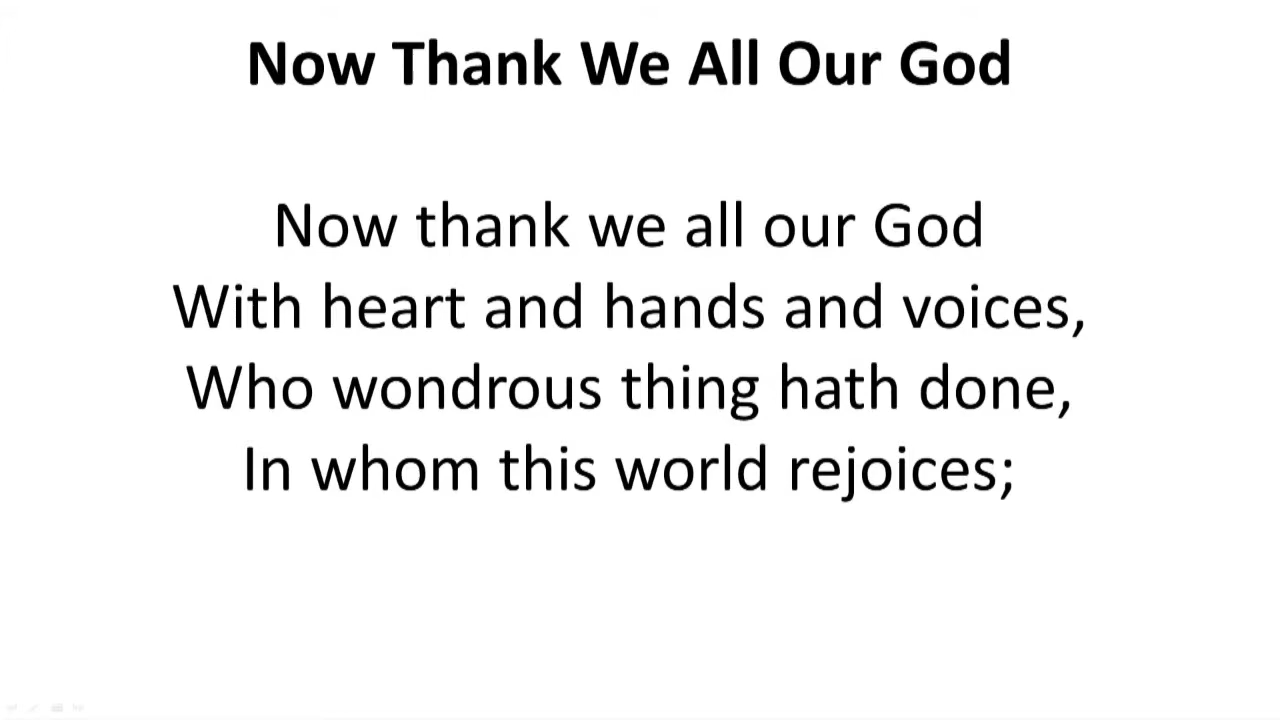 Now Thank We All Our God
Now thank we all our God
With heart and hands and voices,
Who wondrous thing hath done,
In whom this world rejoices;